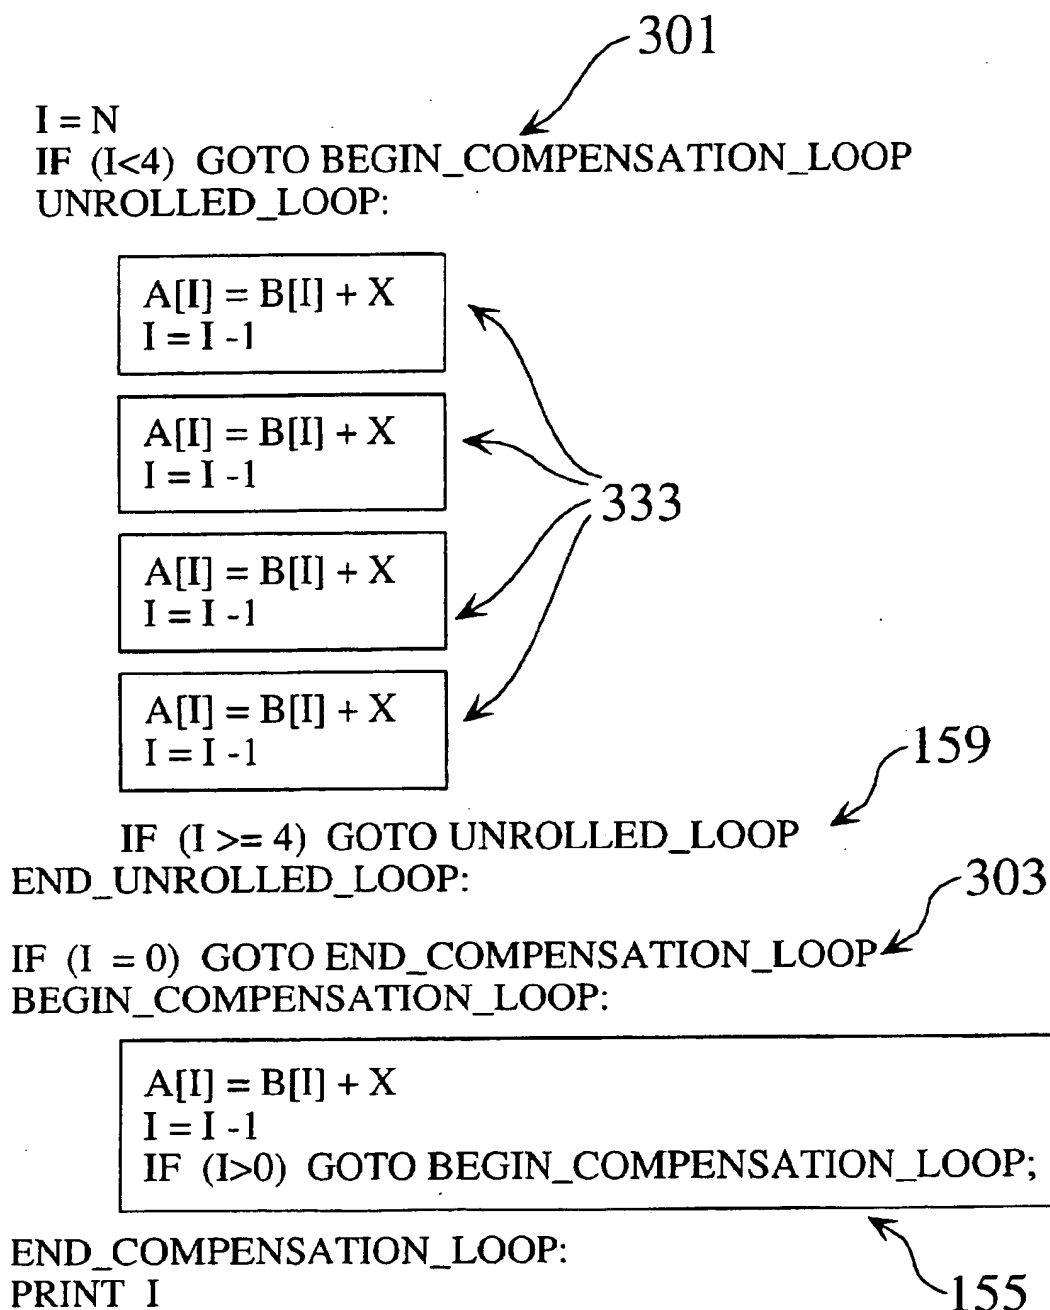 301
I = N
IF (I<4) GOTO BEGIN_COMPENSATION_LOOP
UNROLLED_LOOP:
A[I] = B[I] + X
I = I -1
A[I] = B[I] + X
I = I -1
333
A[I] = B[I] + X
I = I -1
A[I] = B[I] + X
I = I -1
159
IF (I >= 4) GOTO UNROLLED_LOOP
END_UNROLLED_LOOP:
303
IF (I = 0) GOTO END_COMPENSATION_LOOP
BEGIN_COMPENSATION_LOOP:
A[I] = B[I] + X
I = I -1
IF (I>0) GOTO BEGIN_COMPENSATION_LOOP;
END_COMPENSATION_LOOP:
PRINT I
155